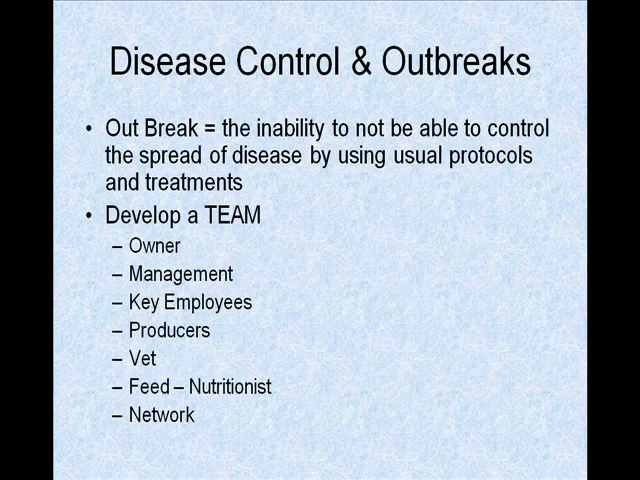 Disease Control & Outbreaks
• Out Break = the inability to not be able to control
the spread of disease by using usual protocols
and treatments
• Develop a TEAM
– Owner
– Management
– Key Employees
– Producers
– Vet
– Feed – Nutritionist
– Network